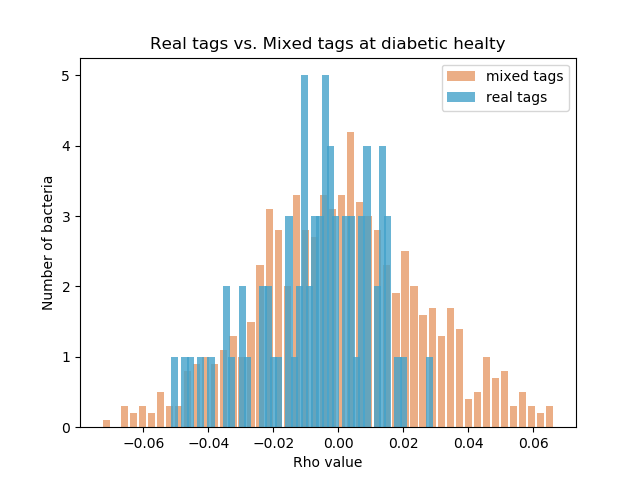 Real tags vs. Mixed tags at diabetic healty
mixed tags
real tags
Number of bacteria
5
4
3
2
1
0
−0.06 −0.04 −0.02 0.00 0.02 0.04 0.06
Rho value